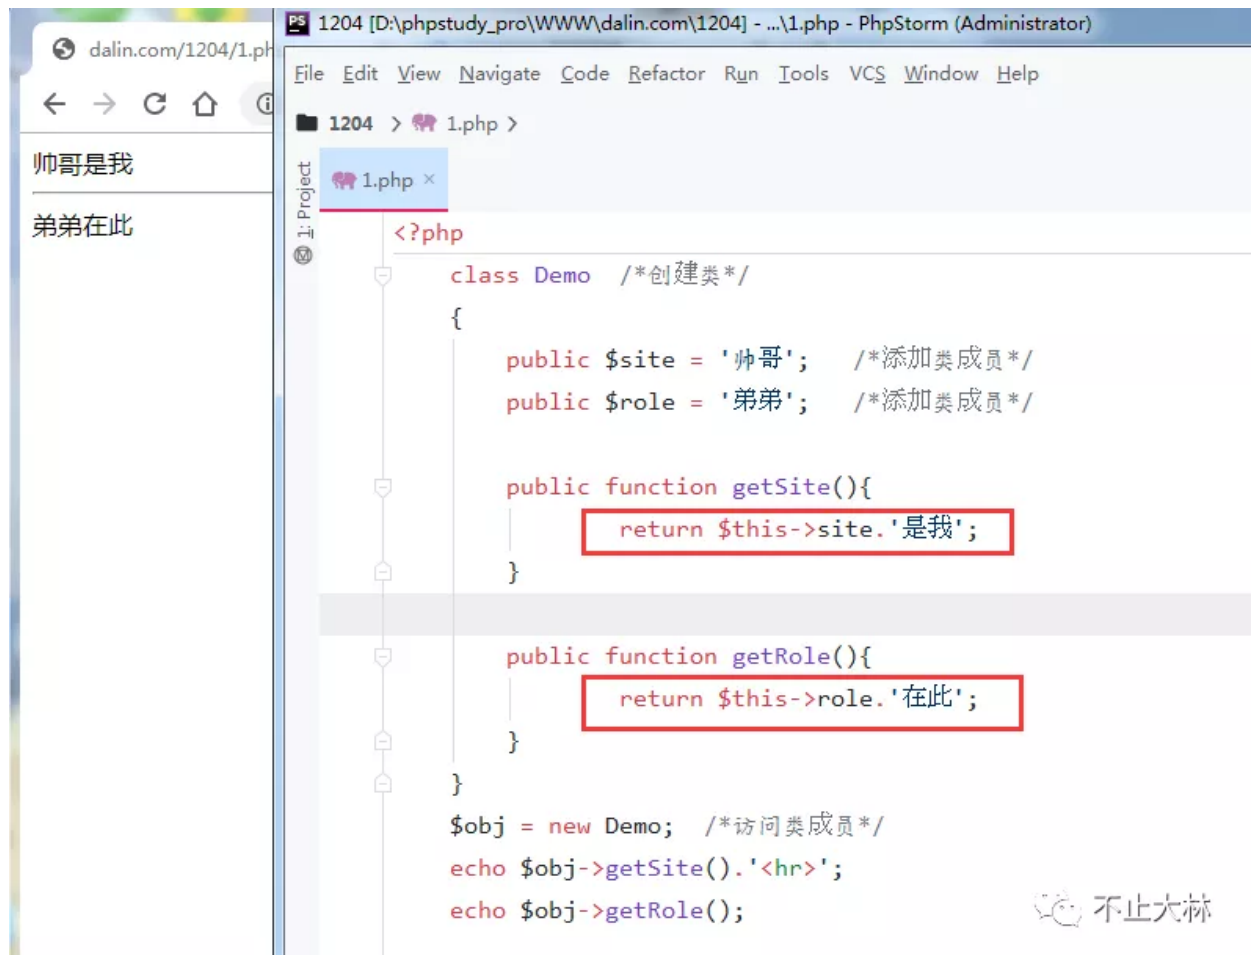 dalin.com/1204/1.ph
帅哥是我
弟弟在此
PS 1204 [D:\phpstudy_pro\WWW\dalin.com\1204] - ...\1.php - PhpStorm (Administrator)
File Edit View Navigate Code Refactor Run Tools VCS Window Help
1204 > 1.php >
1: Project
1.php ×
<?php
class Demo /*创建类*/
{
public $site = '帅哥'; /*添加类成员*/
public $role = '弟弟'; /*添加类成员*/
public function getSite(){
return $this->site.'是我';
}
public function getRole(){
return $this->role.'在此';
}
}
$obj = new Demo; /*访问类成员*/
echo $obj->getSite().'<hr>';
echo $obj->getRole();
不止大林